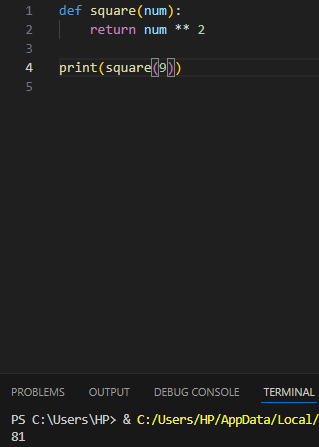 1 def square(num):
2     return num ** 2
3
4 print(square(9))
5
PROBLEMS OUTPUT DEBUG CONSOLE TERMINAL
PS C:\Users\HP> & C:/Users/HP/AppData/Local/
81